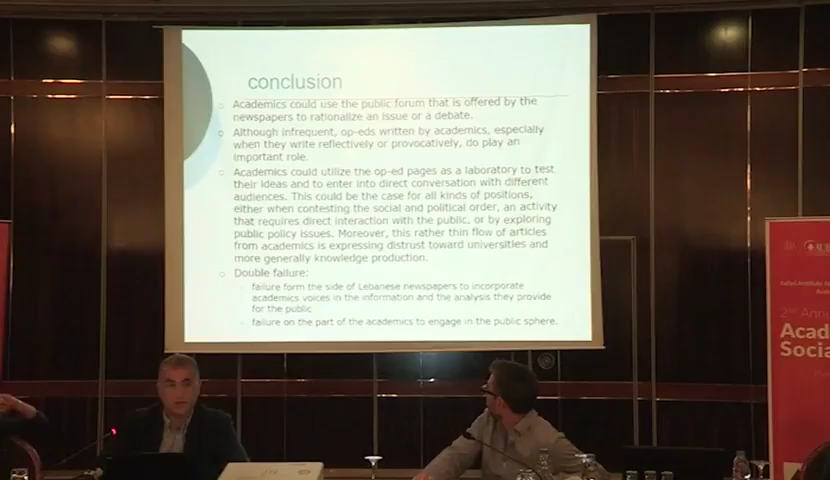 conclusion
Academics could use the public forum that is offered by the
newspapers to rationalize an issue or a debate.
Although infrequent, op-eds written by academics, especially
when they write reflectively or provocatively, do play an
important role.
Academics could utilize the op-ed pages as a laboratory to test
their ideas and to enter into direct conversation with different
audiences. This could be the case for all kinds of positions,
either when contesting the social and political order, an activity
that requires direct interaction with the public, or by exploring
public policy issues. Moreover, this rather thin flow of articles
from academics is expressing distrust toward universities and
more generally knowledge production.
Double failure:
failure form the side of Lebanese newspapers to incorporate
academics voices in the information and the analysis they provide
for the public
failure on the part of the academics to engage in the public sphere.
2nd
Acad
Socia